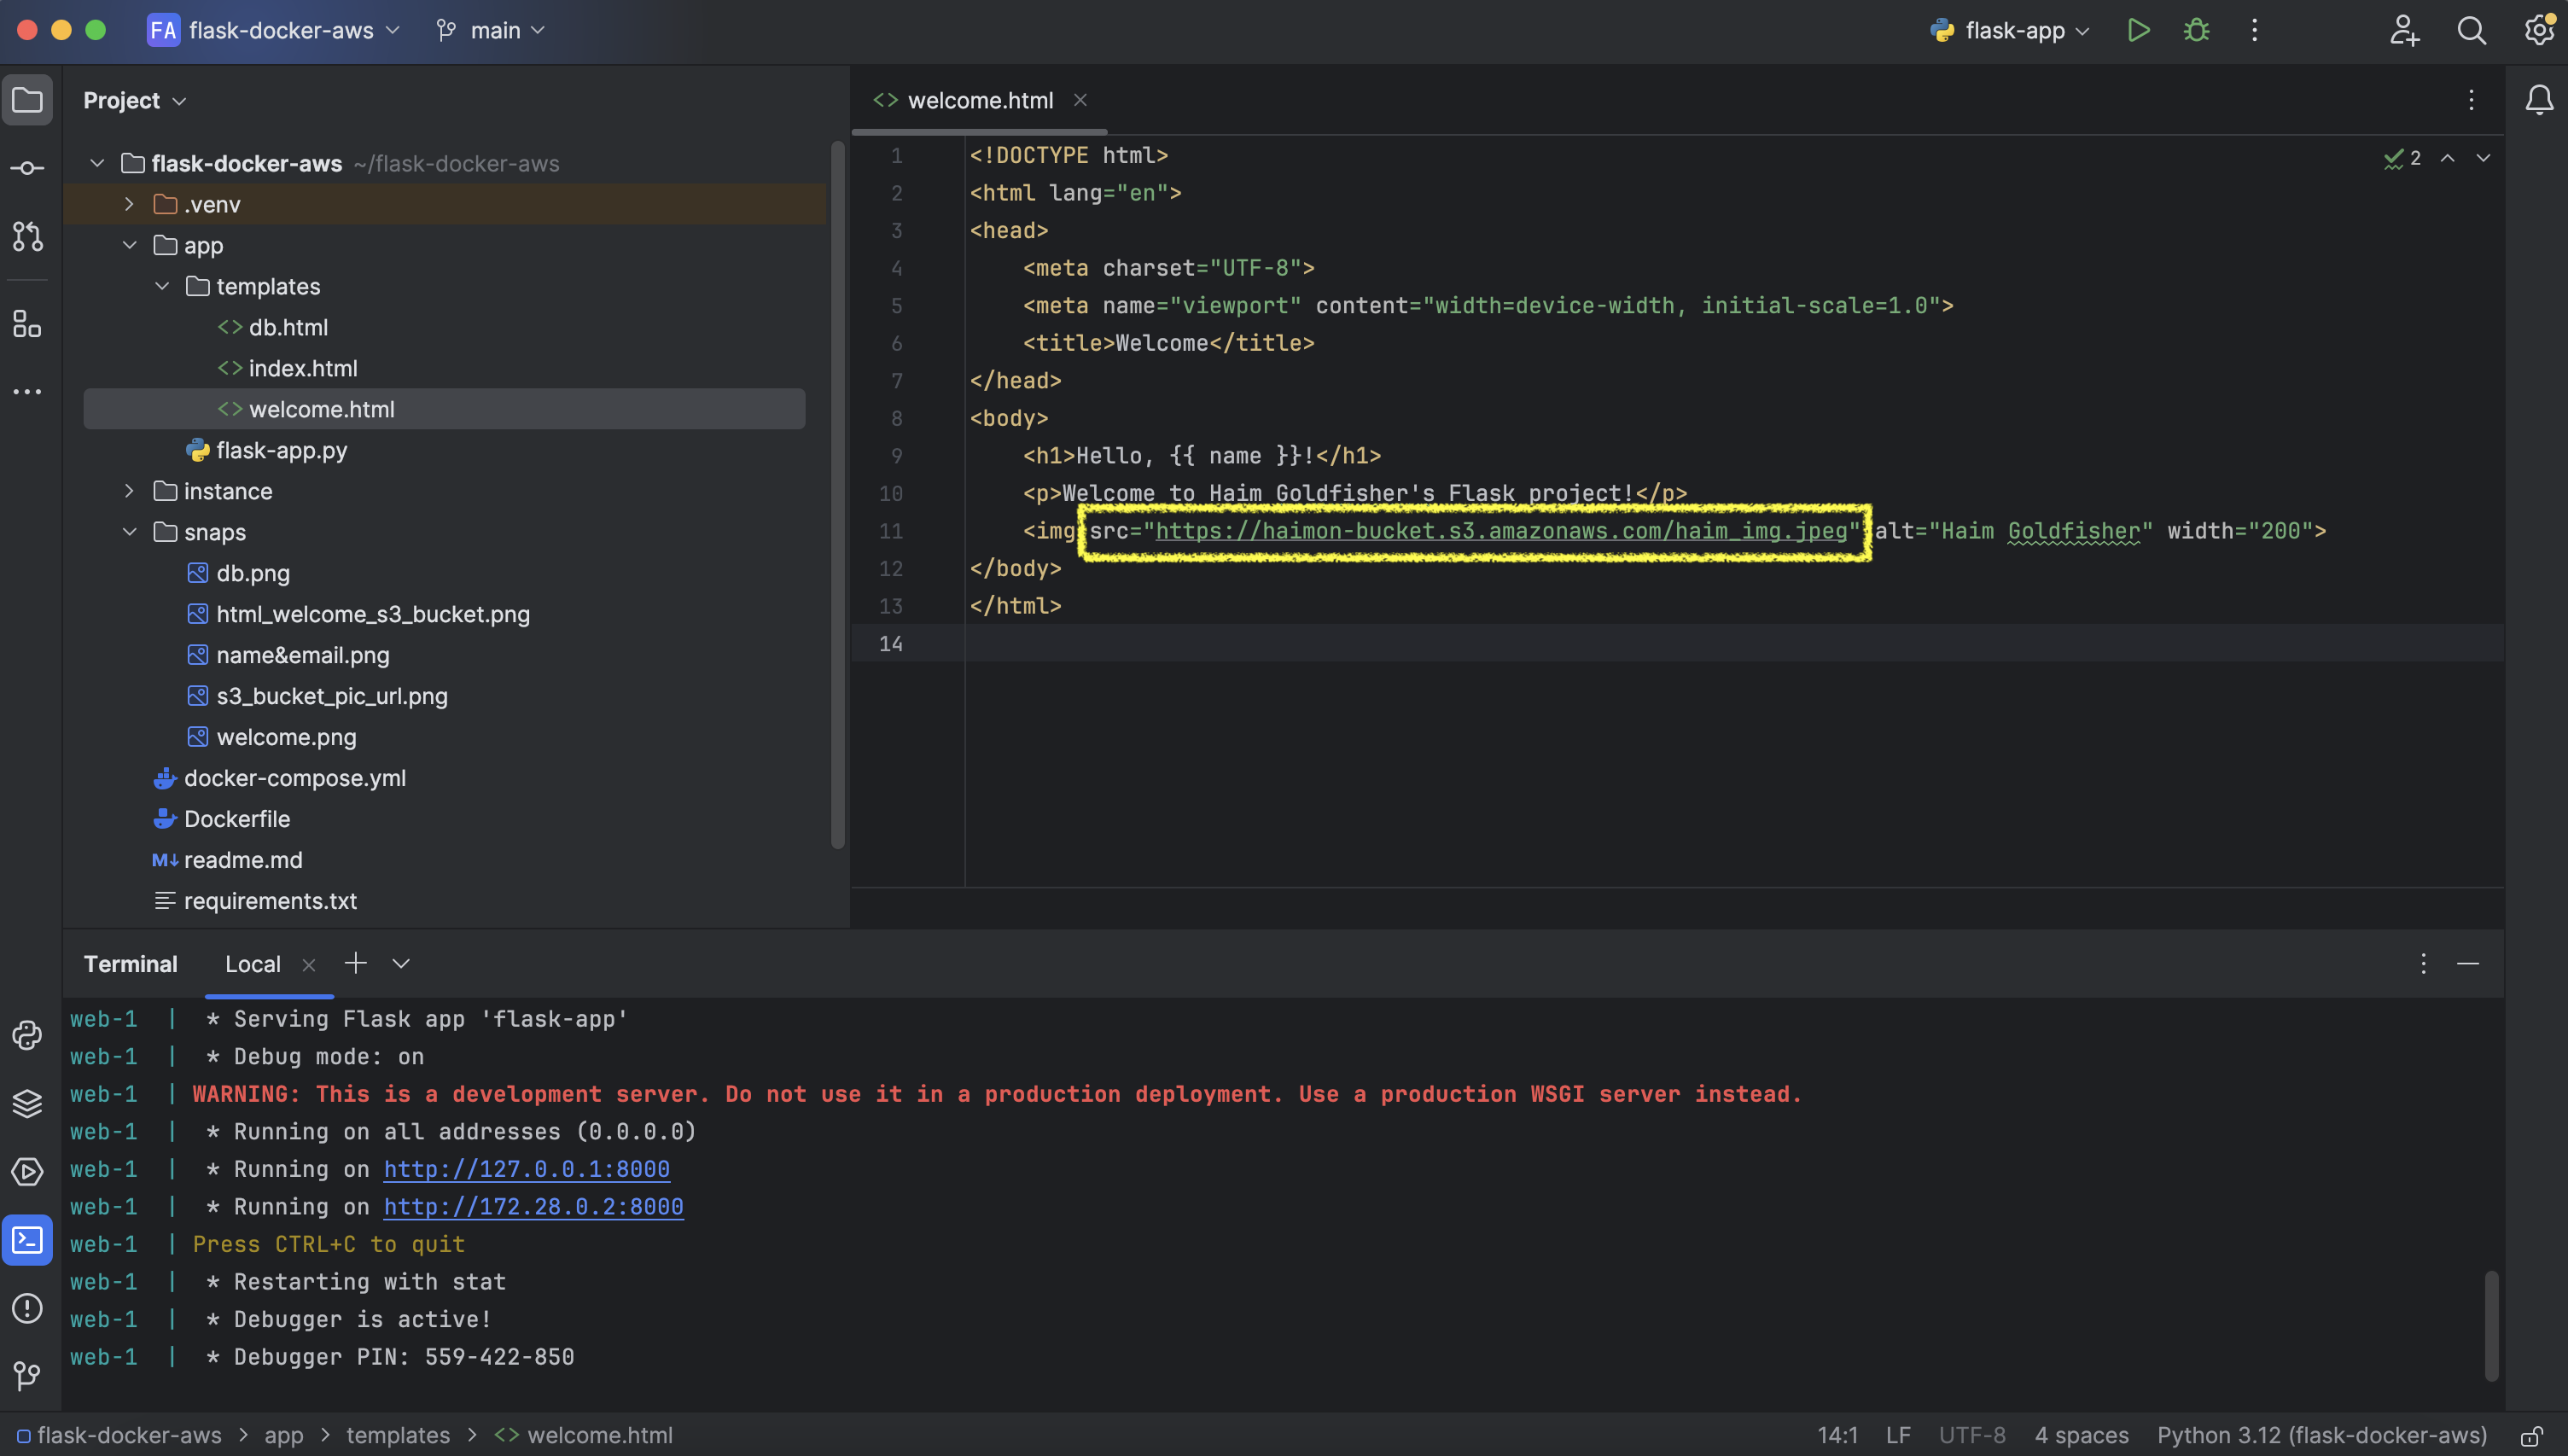 FA flask-docker-aws main flask-app
Project
flask-docker-aws ~/flask-docker-aws
.venv
app
templates
db.html
index.html
welcome.html
flask-app.py
instance
snaps
db.png
html_welcome_s3_bucket.png
name&email.png
s3_bucket_pic_url.png
welcome.png
docker-compose.yml
Dockerfile
M↓ readme.md
requirements.txt
<> welcome.html
2
1 <!DOCTYPE html>
2 <html lang="en">
3 <head>
4     <meta charset="UTF-8">
5     <meta name="viewport" content="width=device-width, initial-scale=1.0">
6     <title>Welcome</title>
7 </head>
8 <body>
9     <h1>Hello, {{ name }}!</h1>
10     <p>Welcome to Haim Goldfisher's Flask project!</p>
11     <img src="https://haimon-bucket.s3.amazonaws.com/haim_img.jpeg" alt="Haim Goldfisher" width="200">
12 </body>
13 </html>
14
Terminal Local
web-1 | * Serving Flask app 'flask-app'
web-1 | * Debug mode: on
web-1 | WARNING: This is a development server. Do not use it in a production deployment. Use a production WSGI server instead.
web-1 | * Running on all addresses (0.0.0.0)
web-1 | * Running on http://127.0.0.1:8000
web-1 | * Running on http://172.28.0.2:8000
web-1 | Press CTRL+C to quit
web-1 | * Restarting with stat
web-1 | * Debugger is active!
web-1 | * Debugger PIN: 559-422-850
flask-docker-aws > app > templates > <> welcome.html 14:1 LF UTF-8 4 spaces Python 3.12 (flask-docker-aws)